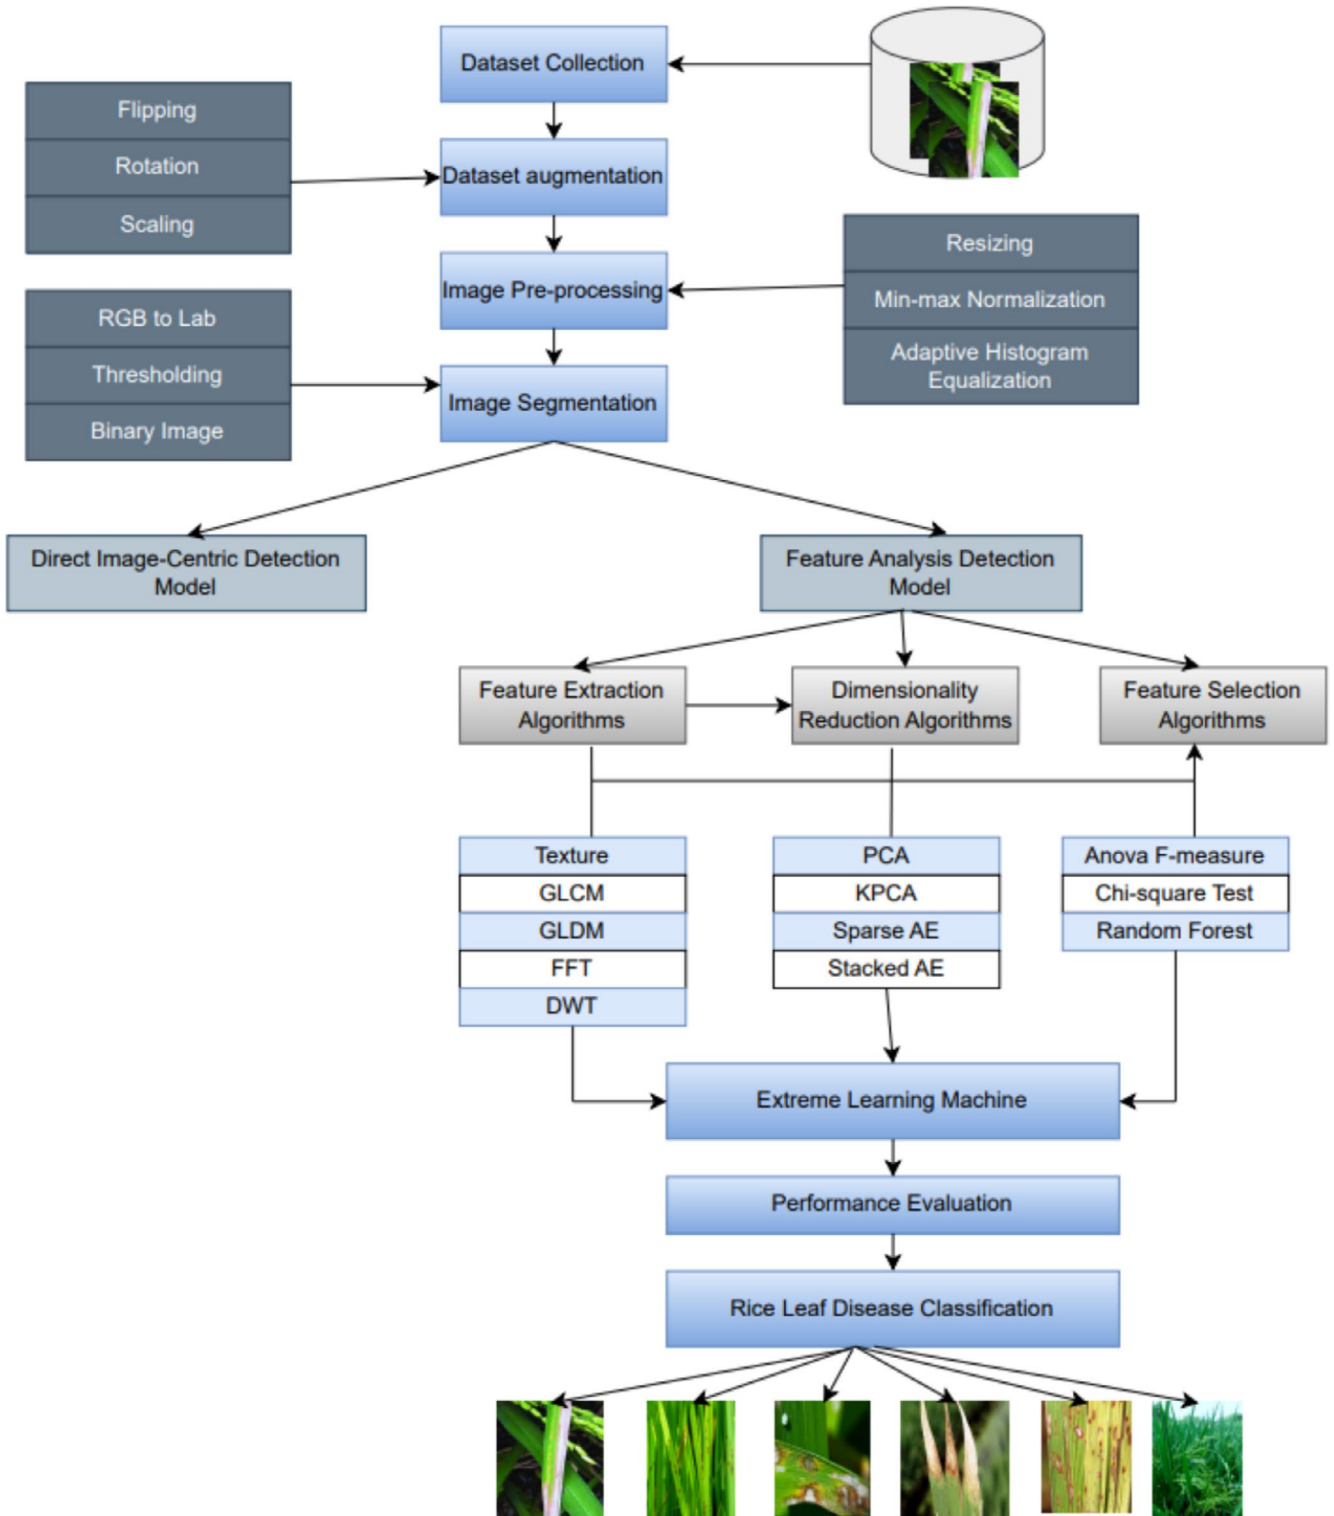 Dataset Collection
Flipping
Rotation
Scaling
Dataset augmentation
Resizing
Min-max Normalization
Adaptive Histogram
Equalization
Image Pre-processing
RGB to Lab
Thresholding
Binary Image
Image Segmentation
Direct Image-Centric Detection
Model
Feature Analysis Detection
Model
Feature Extraction
Algorithms
Dimensionality
Reduction Algorithms
Feature Selection
Algorithms
Texture
GLCM
GLDM
FFT
DWT
PCA
KPCA
Sparse AE
Stacked AE
Anova F-measure
Chi-square Test
Random Forest
Extreme Learning Machine
Performance Evaluation
Rice Leaf Disease Classification